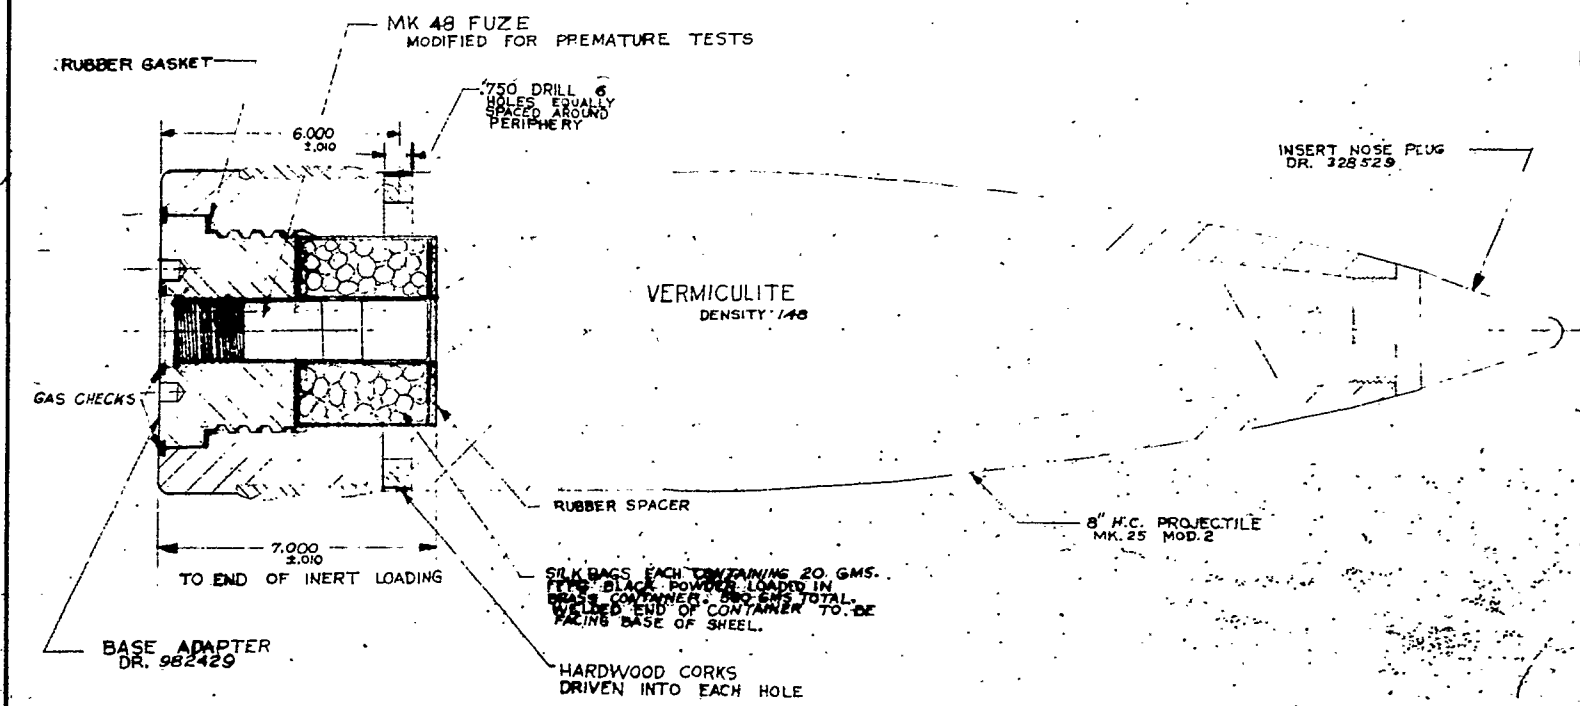 MK 48 FUZE
MODIFIED FOR PREMATURE TESTS
RUBBER GASKET
.750 DRILL 6
HOLES EQUALLY
SPACED AROUND
PERIPHERY
6.000
±.010
INSERT NOSE PLUG
DR. 328529
VERMICULITE
DENSITY .148
GAS CHECKS
RUBBER SPACER
8" H.C. PROJECTILE
MK. 25 MOD. 2
7.000
±.010
TO END OF INERT LOADING
SILK BAGS EACH CONTAINING 20 GMS.
BLACK POWDER LOADED IN
BRASS CONTAINER. GMS TOTAL.
WELDED END OF CONTAINER TO BE
FACING BASE OF SHEEL.
BASE ADAPTER
DR. 982429
HARDWOOD CORKS
DRIVEN INTO EACH HOLE